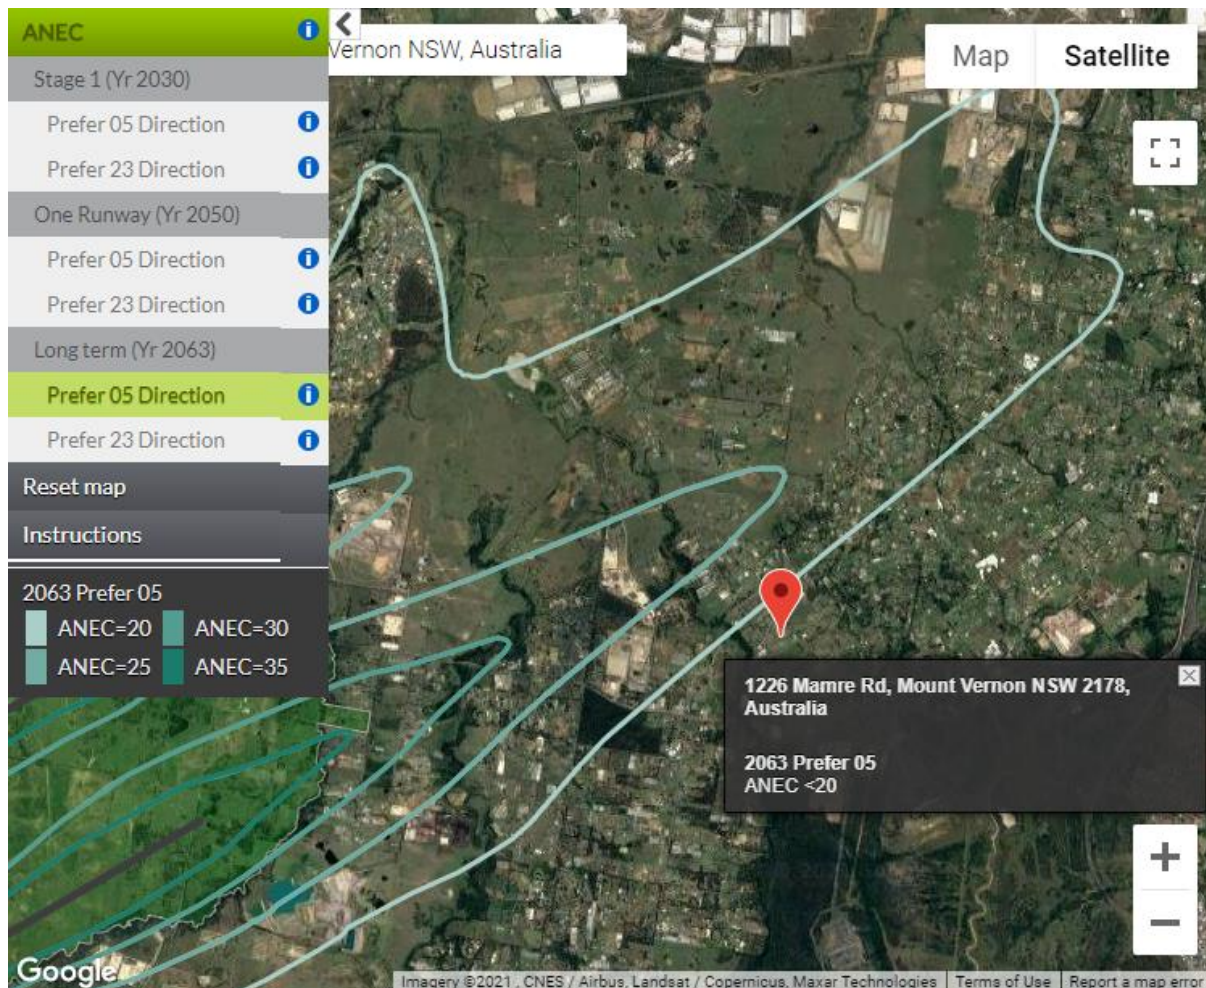 ANEC
Stage 1 (Yr 2030)
Prefer 05 Direction
Prefer 23 Direction
One Runway (Yr 2050)
Prefer 05 Direction
Prefer 23 Direction
Long term (Yr 2063)
Prefer 05 Direction
Prefer 23 Direction
Reset map
Instructions
2063 Prefer 05
ANEC=20 ANEC=30
ANEC=25 ANEC=35
Vernon NSW, Australia
Map Satellite
1226 Mamre Rd, Mount Vernon NSW 2178,
Australia
2063 Prefer 05
ANEC <20
Google
Imagery ©2021 , CNES / Airbus, Landsat / Copernicus, Maxar Technologies Terms of Use Report a map error